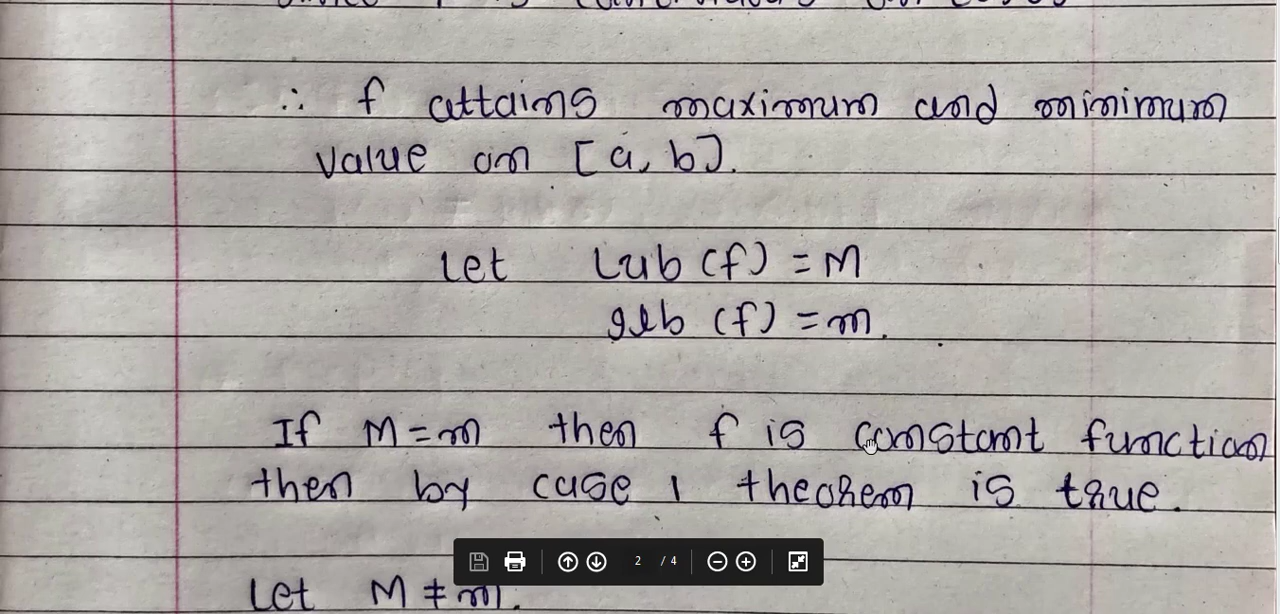 ∴ f attains maximum and minimum
value on [a, b].
Let Lub (f) = M
glb (f) = m.
If M = m then f is constant function
then by case 1 theorem is true.
2 / 4
Let M ≠ m.